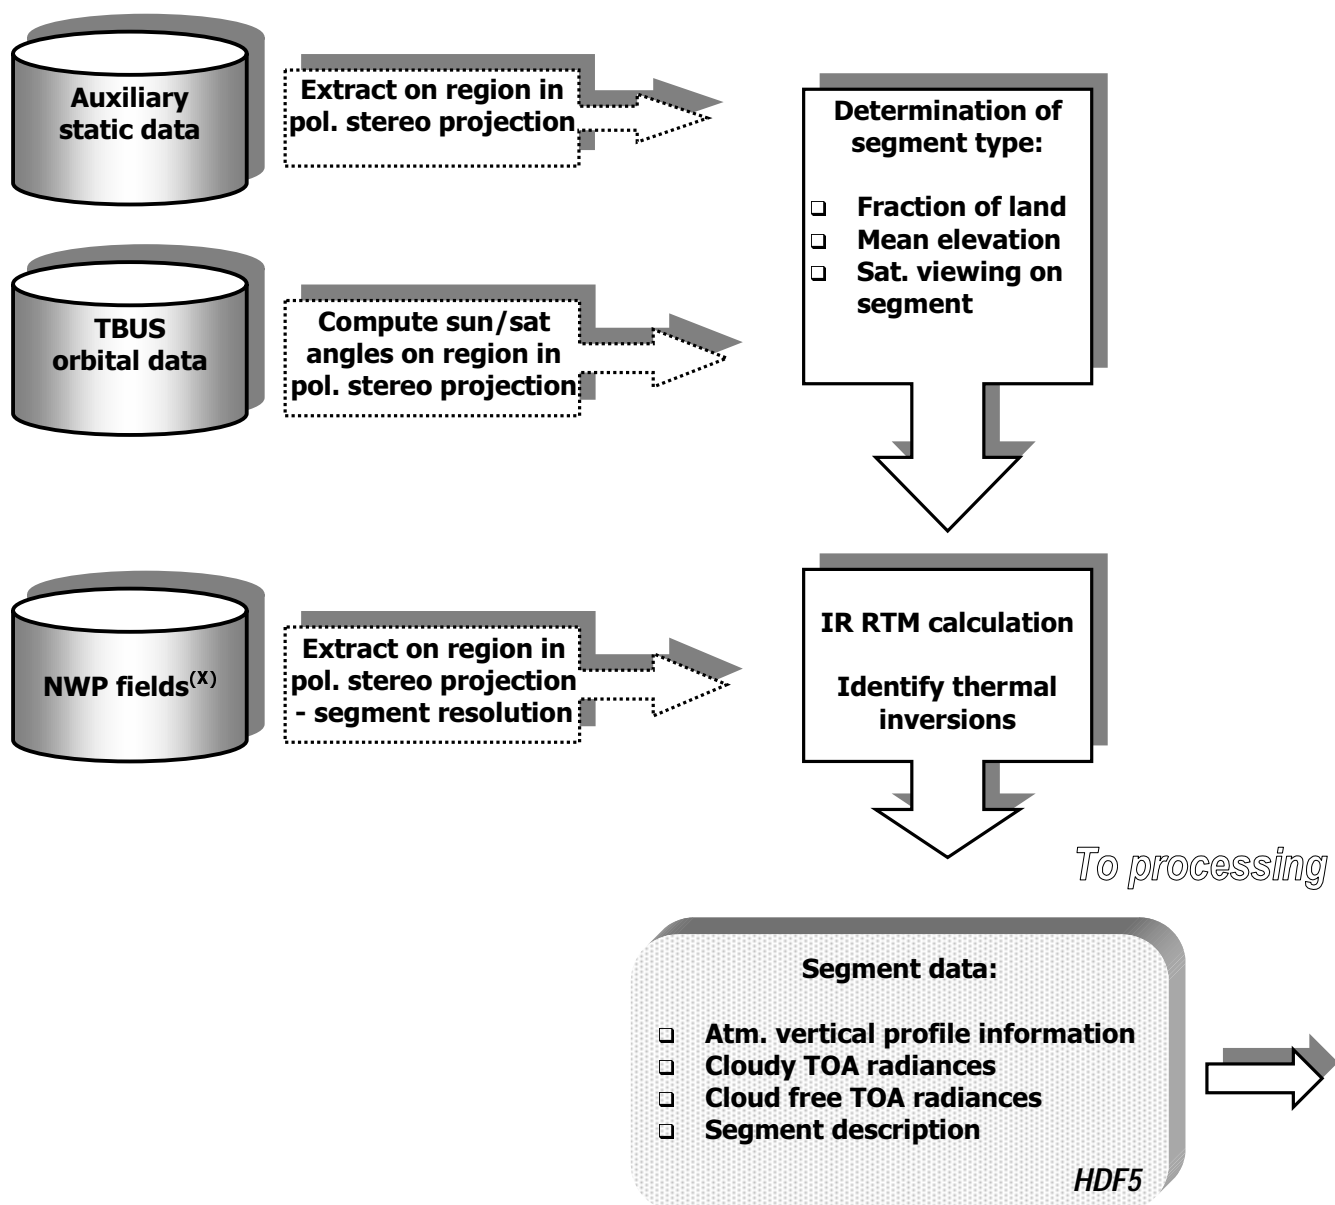 Auxiliary
static data
Extract on region in
pol. stereo projection
Determination of
segment type:
❑ Fraction of land
❑ Mean elevation
❑ Sat. viewing on
segment
TBUS
orbital data
Compute sun/sat
angles on region in
pol. stereo projection
NWP fields(X)
Extract on region in
pol. stereo projection
- segment resolution
IR RTM calculation
Identify thermal
inversions
To processing
Segment data:
❑ Atm. vertical profile information
❑ Cloudy TOA radiances
❑ Cloud free TOA radiances
❑ Segment description
HDF5